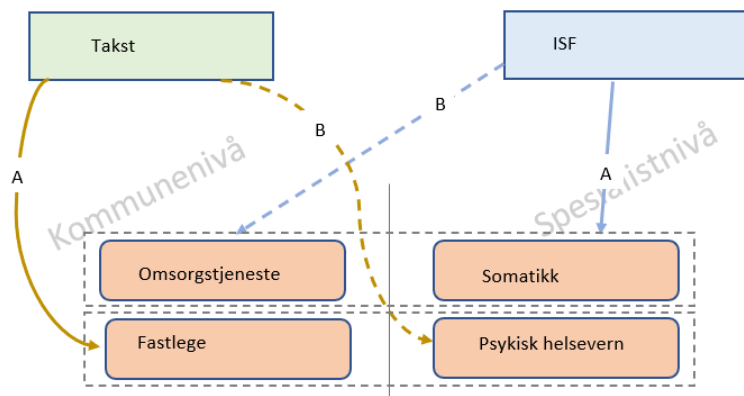 Takst
ISF
B
B
A
A
Kommunenivå
Spesialistnivå
Omsorgstjeneste
Somatikk
Fastlege
Psykisk helsevern